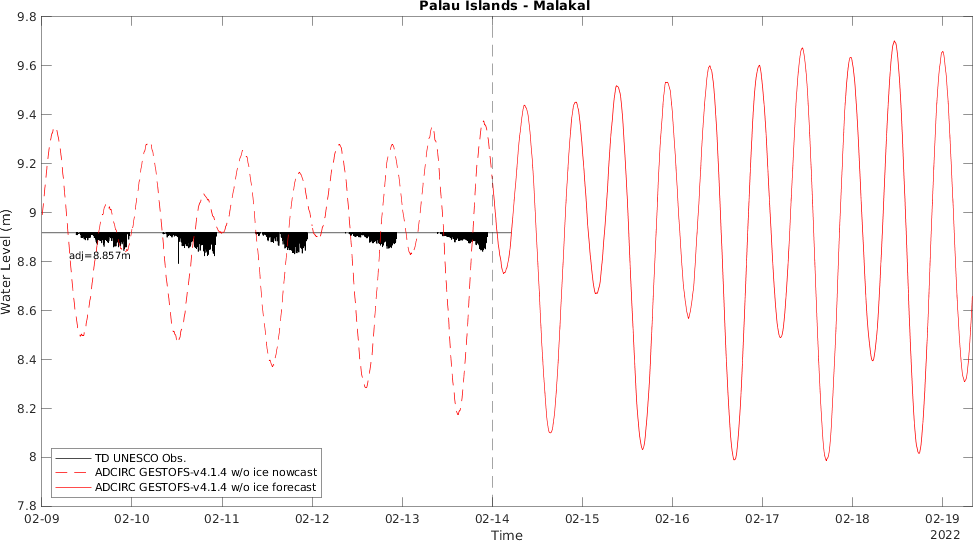 Palau Islands - Malakal
9.8
9.6
9.4
9.2
9
8.8
8.6
8.4
8.2
8
7.8
Water Level (m)
adj=8.857m
TD UNESCO Obs.
ADCIRC GESTOFS-v4.1.4 w/o ice nowcast
ADCIRC GESTOFS-v4.1.4 w/o ice forecast
02-09 02-10 02-11 02-12 02-13 02-14 02-15 02-16 02-17 02-18 02-19
2022
Time